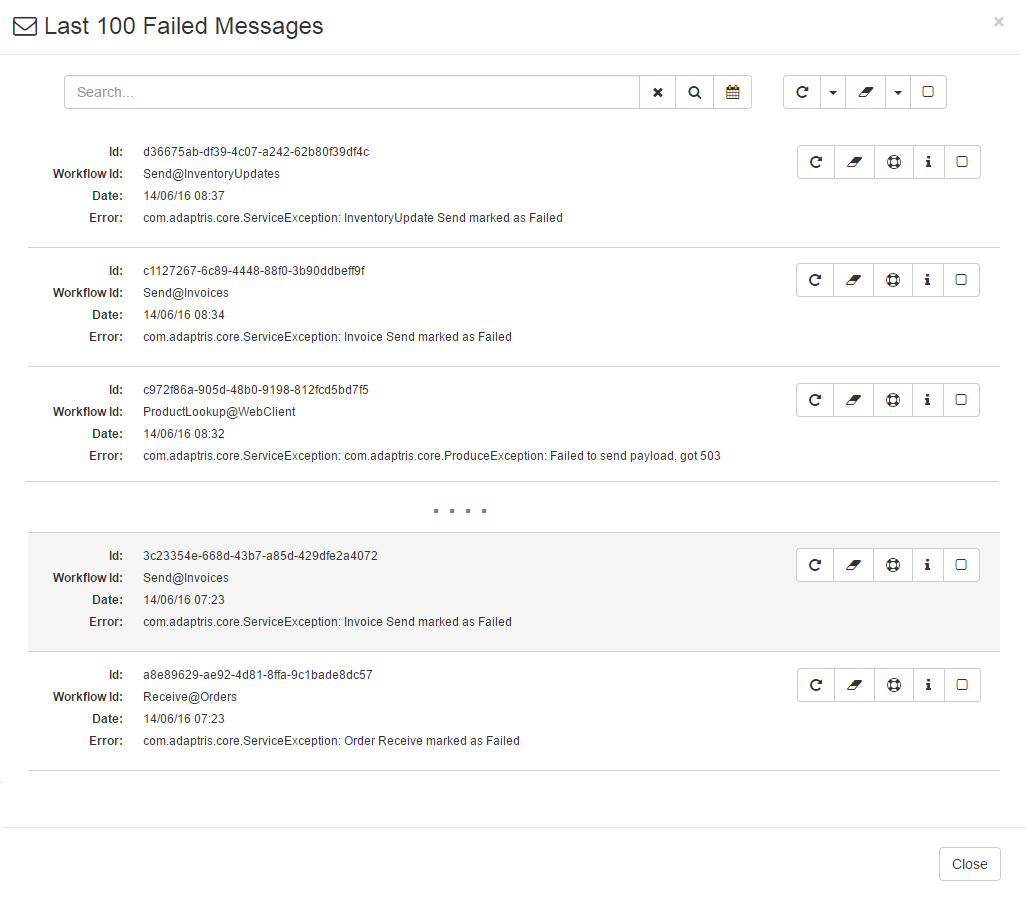 Last 100 Failed Messages
Search...
Id: d36675ab-df39-4c07-a242-62b80f39df4c
Workflow Id: Send@InventoryUpdates
Date: 14/06/16 08:37
Error: com.adaptris.core.ServiceException: InventoryUpdate Send marked as Failed
Id: c1127267-6c89-4448-88f0-3b90ddbeff9f
Workflow Id: Send@Invoices
Date: 14/06/16 08:34
Error: com.adaptris.core.ServiceException: Invoice Send marked as Failed
Id: c972f86a-905d-48b0-9198-812fcd5bd7f5
Workflow Id: ProductLookup@WebClient
Date: 14/06/16 08:32
Error: com.adaptris.core.ServiceException: com.adaptris.core.ProduceException: Failed to send payload, got 503
. . . .
Id: 3c23354e-668d-43b7-a85d-429dfe2a4072
Workflow Id: Send@Invoices
Date: 14/06/16 07:23
Error: com.adaptris.core.ServiceException: Invoice Send marked as Failed
Id: a8e89629-ae92-4d81-8ffa-9c1bade8dc57
Workflow Id: Receive@Orders
Date: 14/06/16 07:23
Error: com.adaptris.core.ServiceException: Order Receive marked as Failed
Close